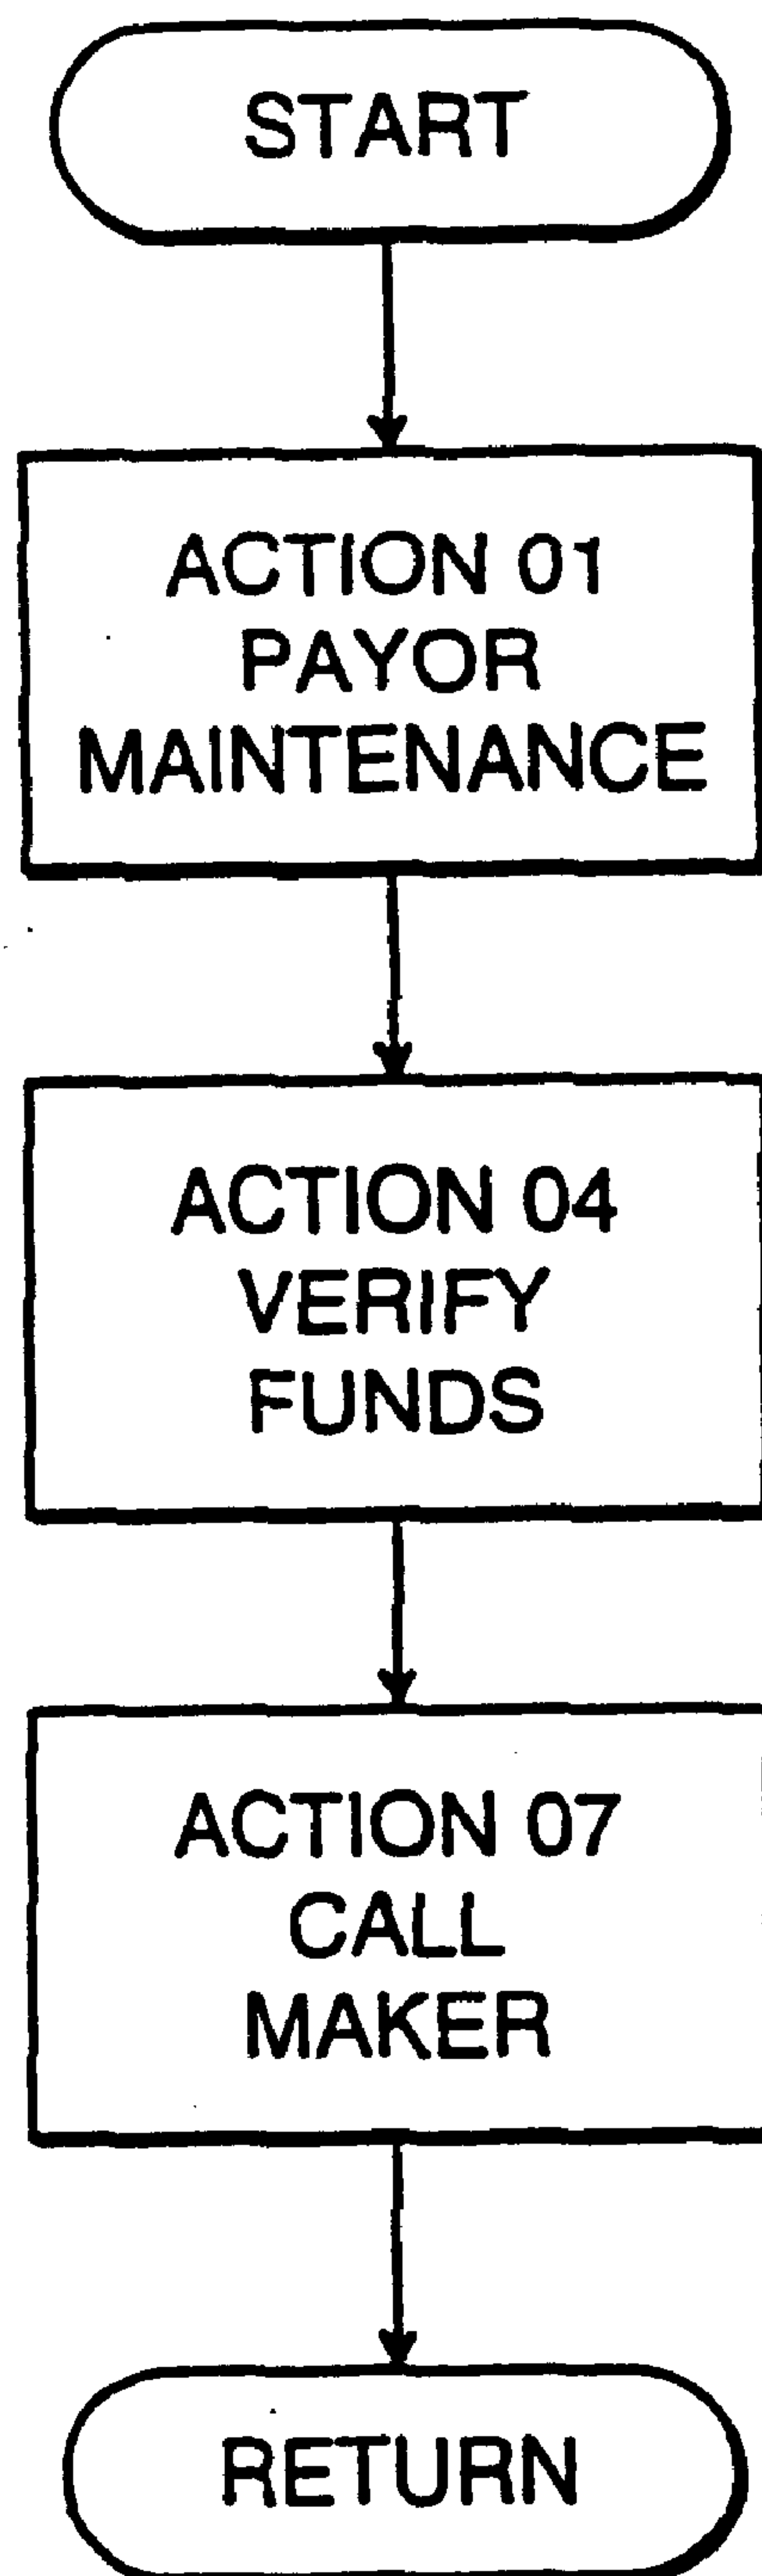 START
ACTION 01
PAYOR
MAINTENANCE
ACTION 04
VERIFY
FUNDS
ACTION 07
CALL
MAKER
RETURN